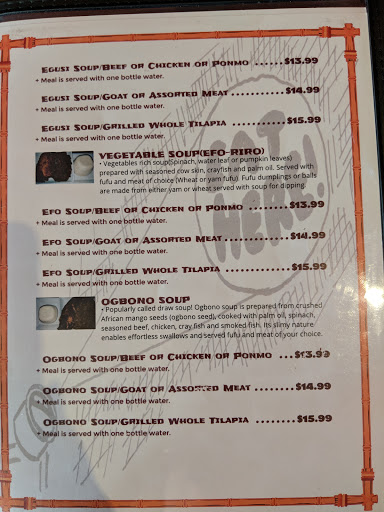 Egusi Soup/Beef or Chicken or Ponmo ......$13.99
+ Meal is served with one bottle water.
Egusi Soup/Goat or Assorted Meat.........$14.99
+ Meal is served with one bottle water.
Egusi Soup/Grilled Whole Tilapia .........$15.99
+ Meal is served with one bottle water.
VEGETABLE SOUP(EFO-RIRO)
• Vegetables rich soup(Spinach, water leaf or pumpkin leaves)
prepared with seasoned cow skin, crayfish and palm oil. Served with
fufu and meat of choice (Wheat or yam fufu). Fufu dumplings or balls
are made from either yam or wheat served with soup for dipping.
Efo Soup/Beef or Chicken or Ponmo ........$13.99
+ Meal is served with one bottle water.
Efo Soup/Goat or Assorted Meat...........$14.99
+ Meal is served with one bottle water.
Efo Soup/Grilled Whole Tilapia ...........$15.99
+ Meal is served with one bottle water.
OGBONO SOUP
• Popularly called draw soup! Ogbono soup is prepared from crushed
African mango seeds (ogbono seed), cooked with palm oil, spinach,
seasoned beef, chicken, cray fish and smoked fish. Its slimy nature
enables effortless swallows and served fufu and meat of your choice.
Ogbono Soup/Beef or Chicken or Ponmo ...$13.99
+ Meal is served with one bottle water.
Ogbono Soup/Goat or Assorted Meat ........$14.99
+ Meal is served with one bottle water.
Ogbono Soup/Grilled Whole Tilapia ........$15.99
+ Meal is served with one bottle water.